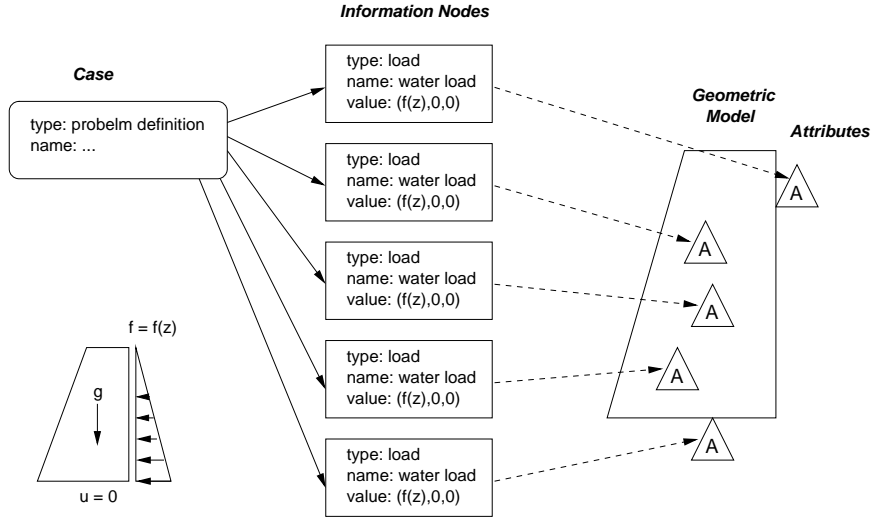 Information Nodes
Case
type: probelm definition
name: ...
type: load
name: water load
value: (f(z),0,0)
type: load
name: water load
value: (f(z),0,0)
type: load
name: water load
value: (f(z),0,0)
type: load
name: water load
value: (f(z),0,0)
type: load
name: water load
value: (f(z),0,0)
Geometric
Model
Attributes
A
A
A
A
A
f = f(z)
g
u = 0